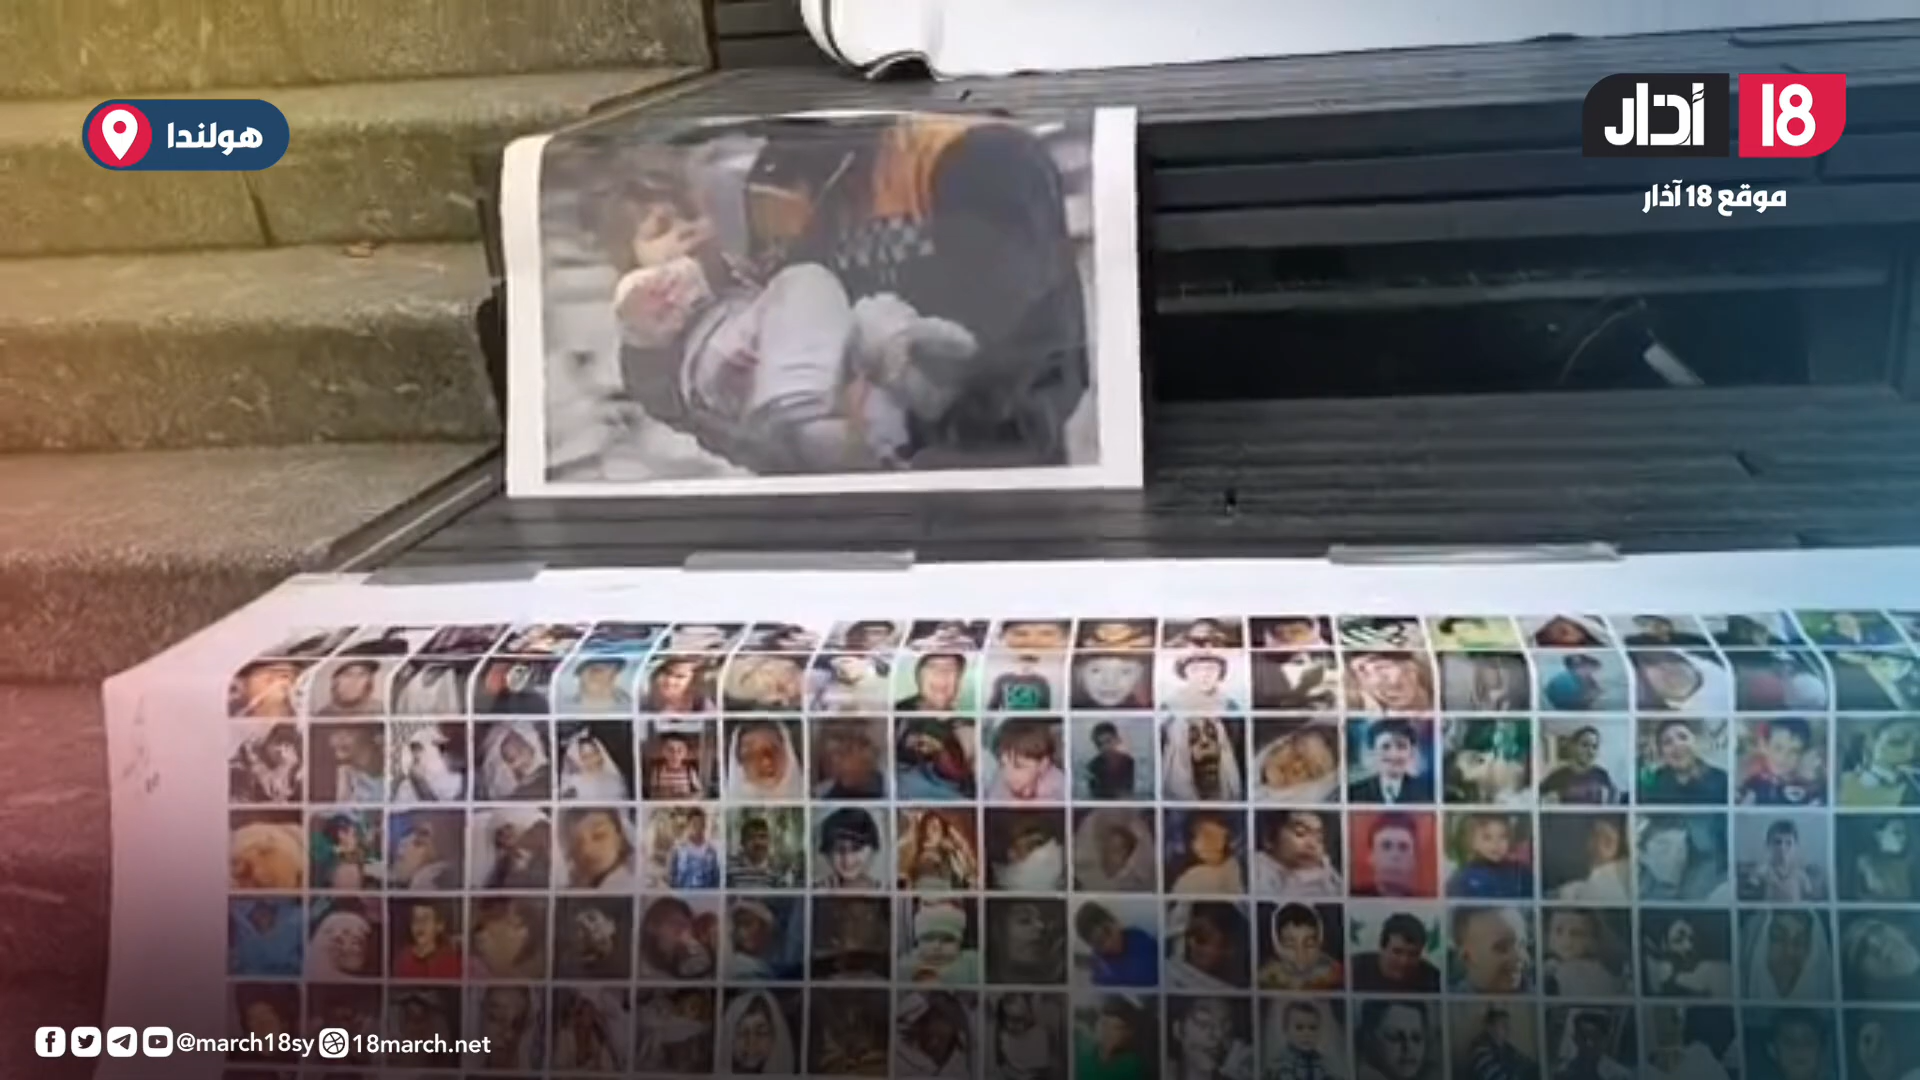 هولندا
18 آذار
موقع 18 آذار
@march18sy 18march.net